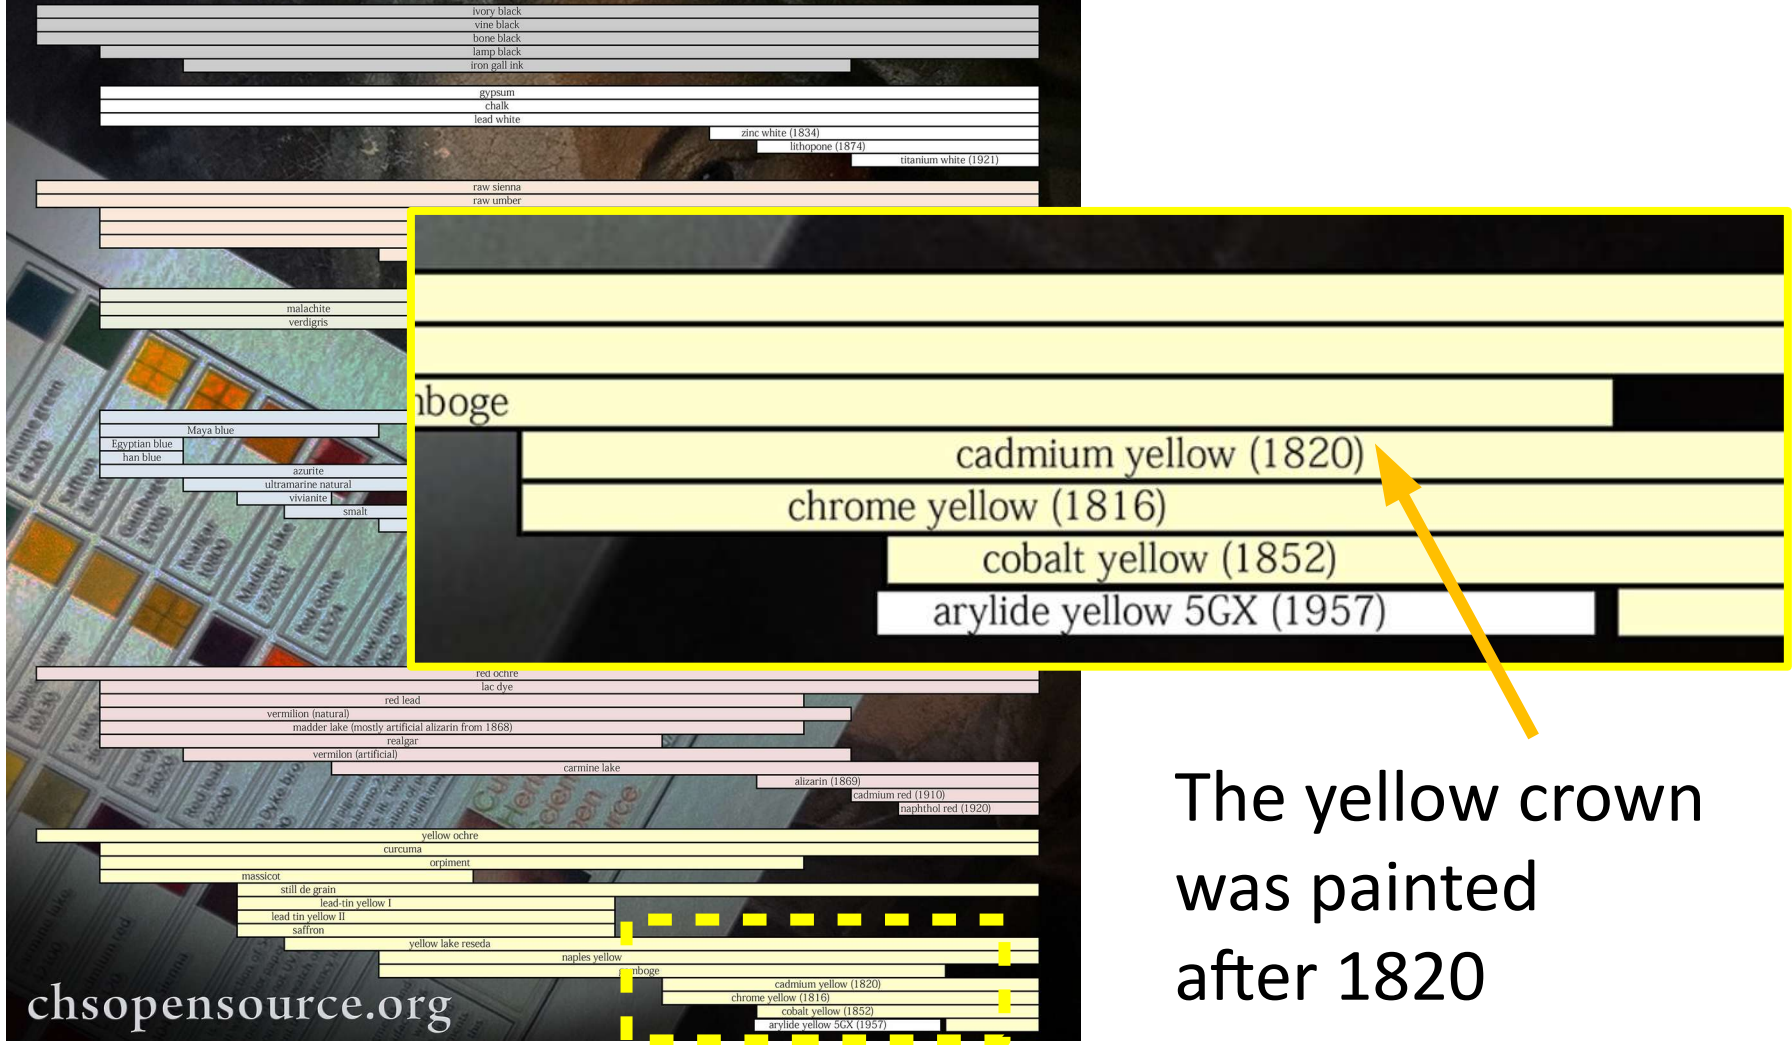 ivory black
vine black
bone black
lamp black
iron gall ink
gypsum
chalk
lead white
zinc white (1834)
lithopone (1874)
titanium white (1921)
raw sienna
raw umber
malachite
verdigris
Maya blue
Egyptian blue
han blue
azurite
ultramarine natural
vivianite
smalt
mboge
cadmium yellow (1820)
chrome yellow (1816)
cobalt yellow (1852)
arylide yellow 5GX (1957)
red ochre
lac dye
red lead
vermilion (natural)
madder lake (mostly artificial alizarin from 1868)
realgar
vermilon (artificial)
carmine lake
alizarin (1869)
cadmium red (1910)
naphthol red (1920)
yellow ochre
curcuma
orpiment
massicot
still de grain
lead-tin yellow I
lead tin yellow II
saffron
yellow lake reseda
naples yellow
mboge
cadmium yellow (1820)
chrome yellow (1816)
cobalt yellow (1852)
arylide yellow 5GX (1957)
chsopensource.org
The yellow crown
was painted
after 1820